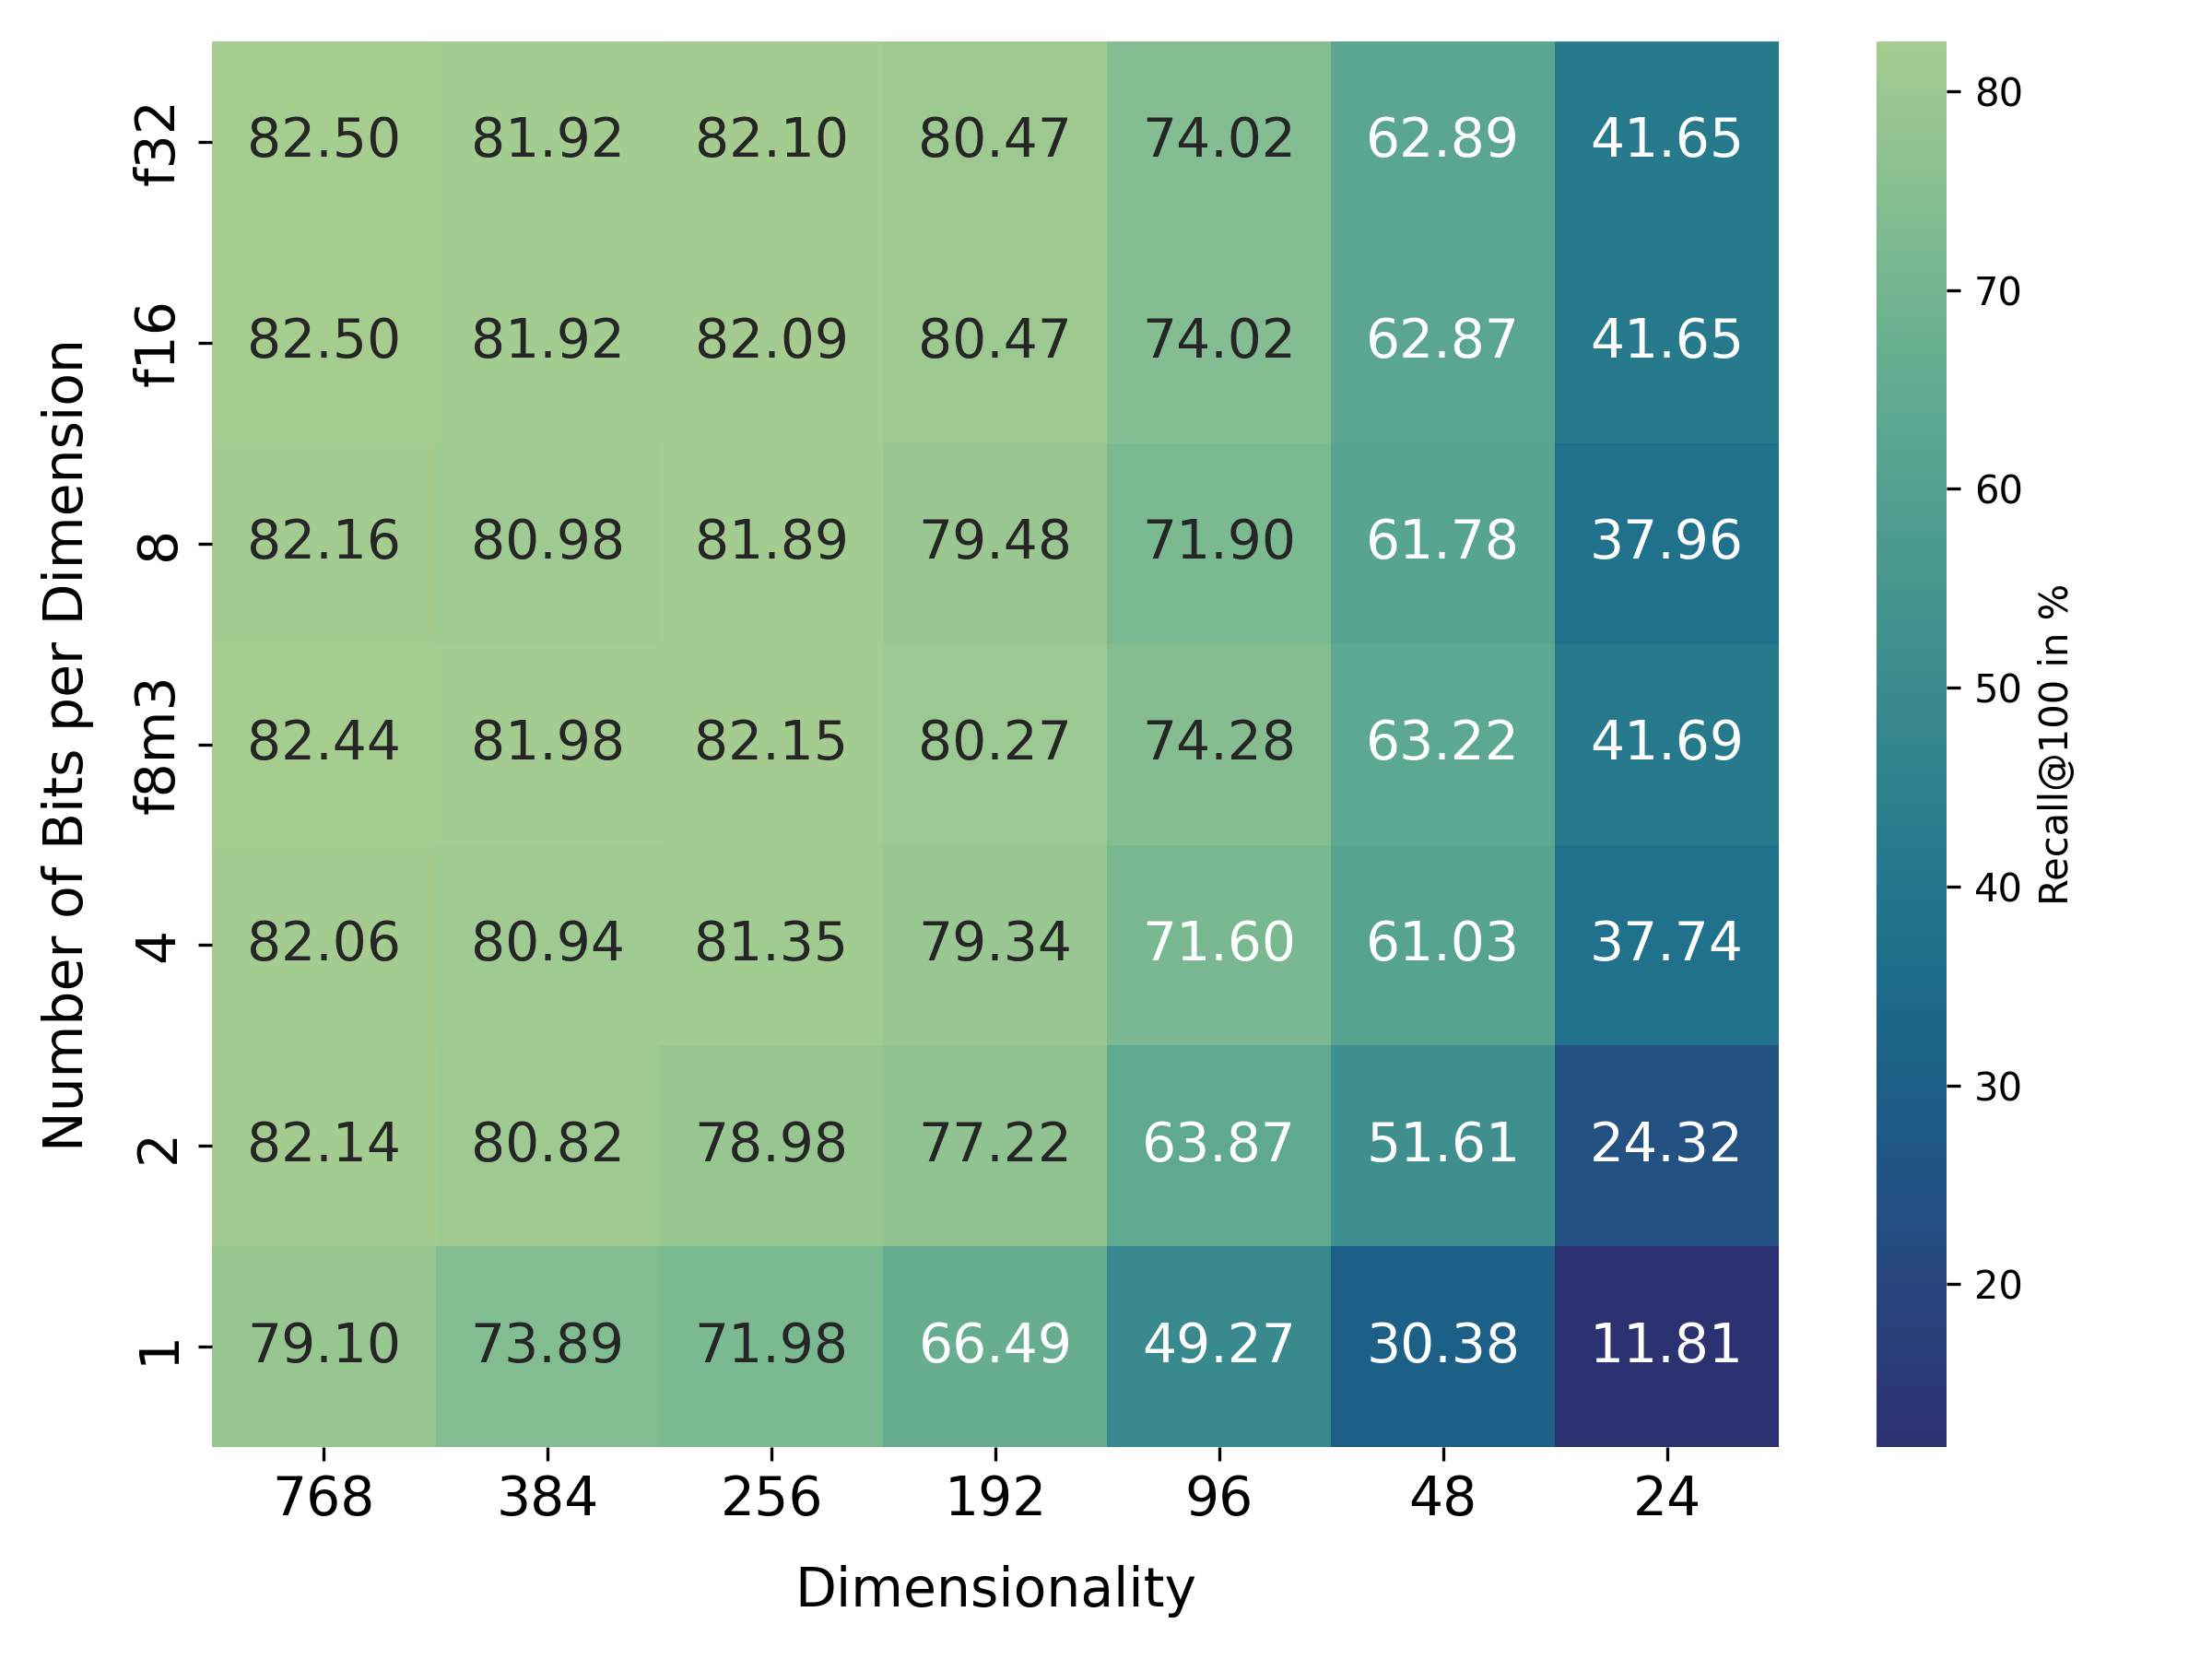 Number of Bits per Dimension
f32 82.50 81.92 82.10 80.47 74.02 62.89 41.65
f16 82.50 81.92 82.09 80.47 74.02 62.87 41.65
8 82.16 80.98 81.89 79.48 71.90 61.78 37.96
f8m3 82.44 81.98 82.15 80.27 74.28 63.22 41.69
4 82.06 80.94 81.35 79.34 71.60 61.03 37.74
2 82.14 80.82 78.98 77.22 63.87 51.61 24.32
1 79.10 73.89 71.98 66.49 49.27 30.38 11.81
768 384 256 192 96 48 24
Dimensionality
80
70
60
50
40
30
20
Recall@100 in %